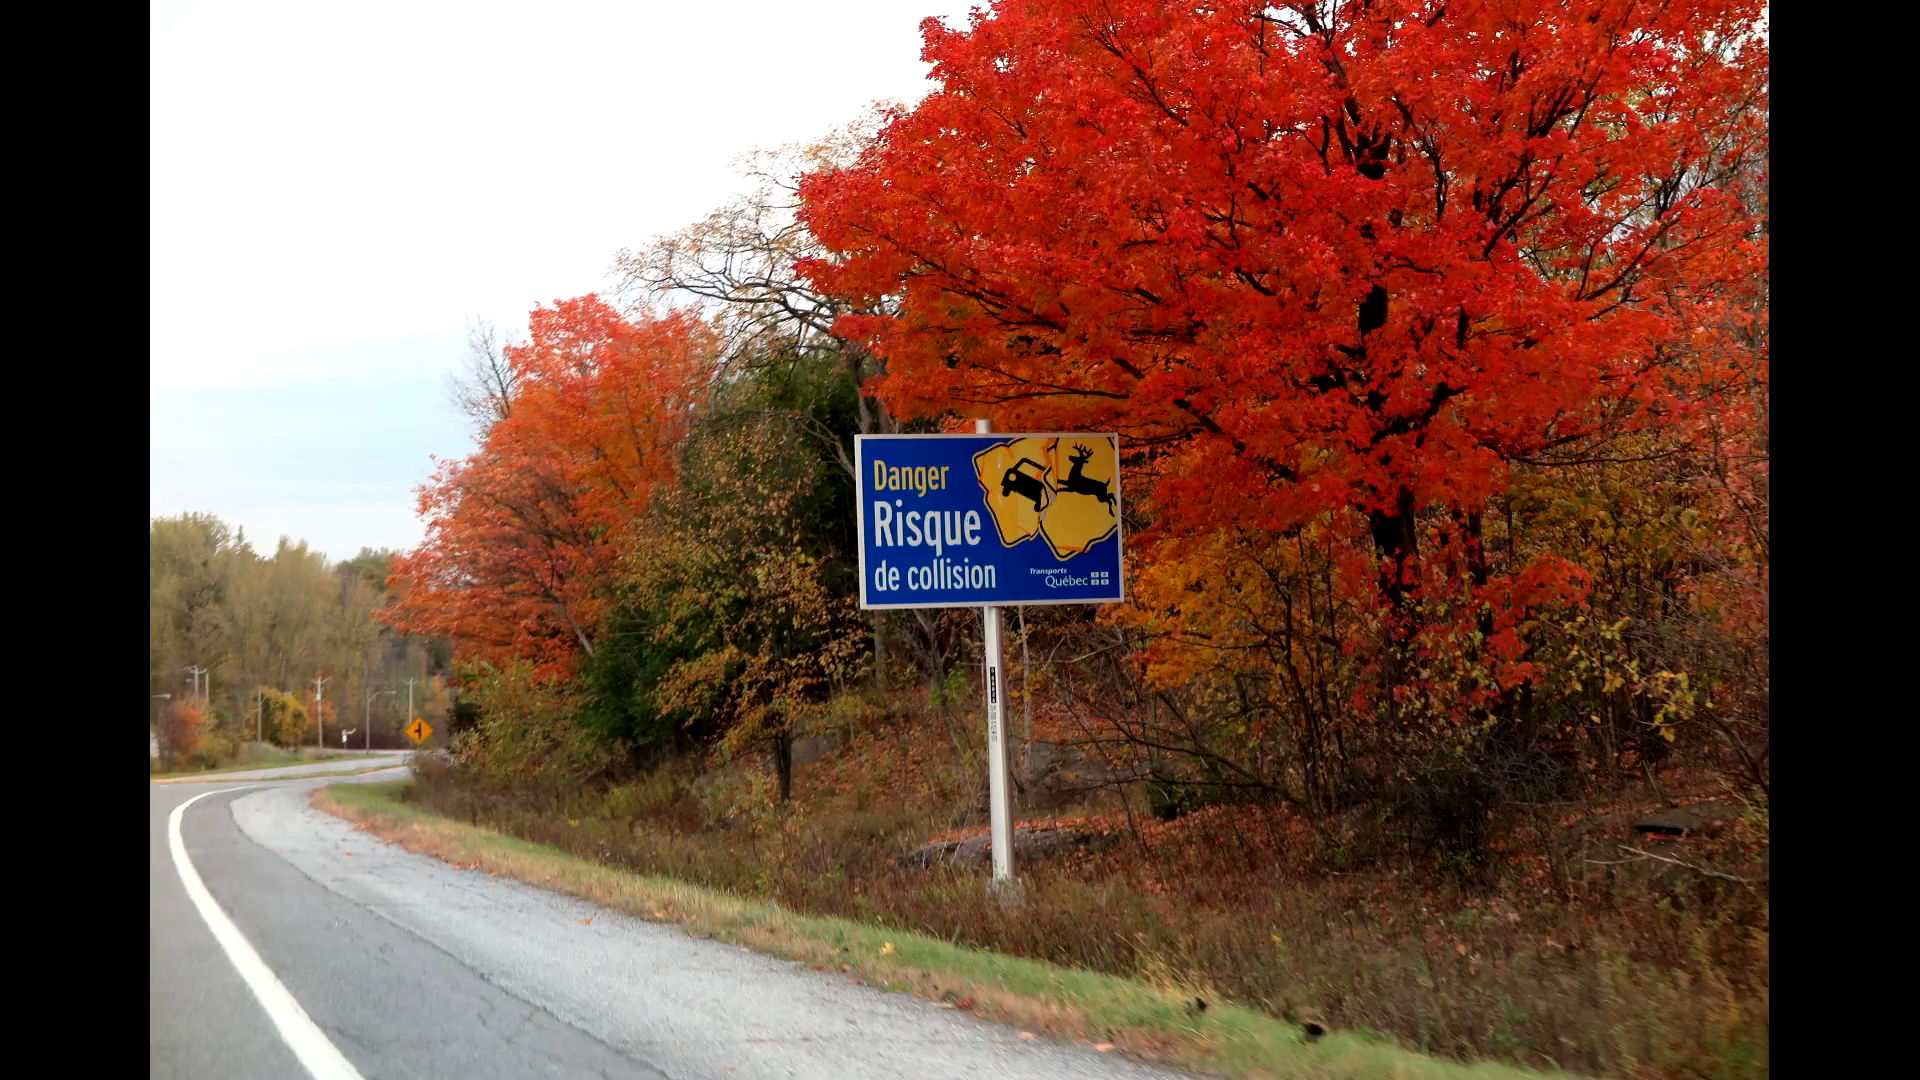 Danger
Risque
de collision
Transports
Québec